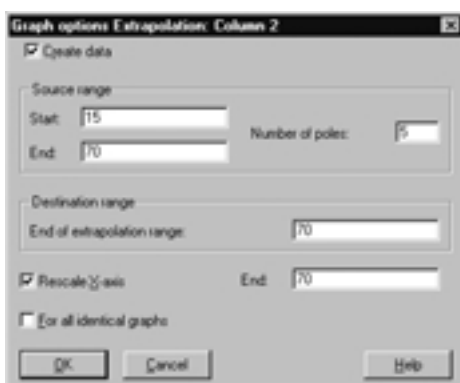 Graph options Extrapolation: Column 2
Create data
Source range
Start: 15
Number of poles: 5
End: 70
Destination range
End of extrapolation range: 70
Rescale X-axis
End: 70
For all identical graphs
OK
Cancel
Help